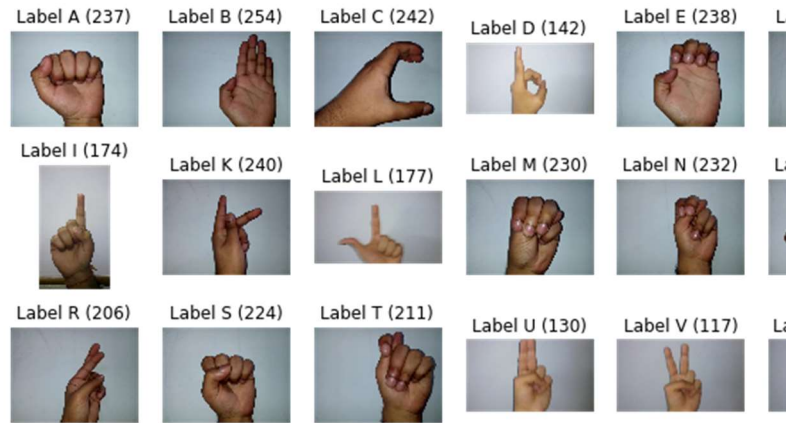 Label A (237)
Label B (254)
Label C (242)
Label D (142)
Label E (238)
Label I (174)
Label K (240)
Label L (177)
Label M (230)
Label N (232)
Label R (206)
Label S (224)
Label T (211)
Label U (130)
Label V (117)